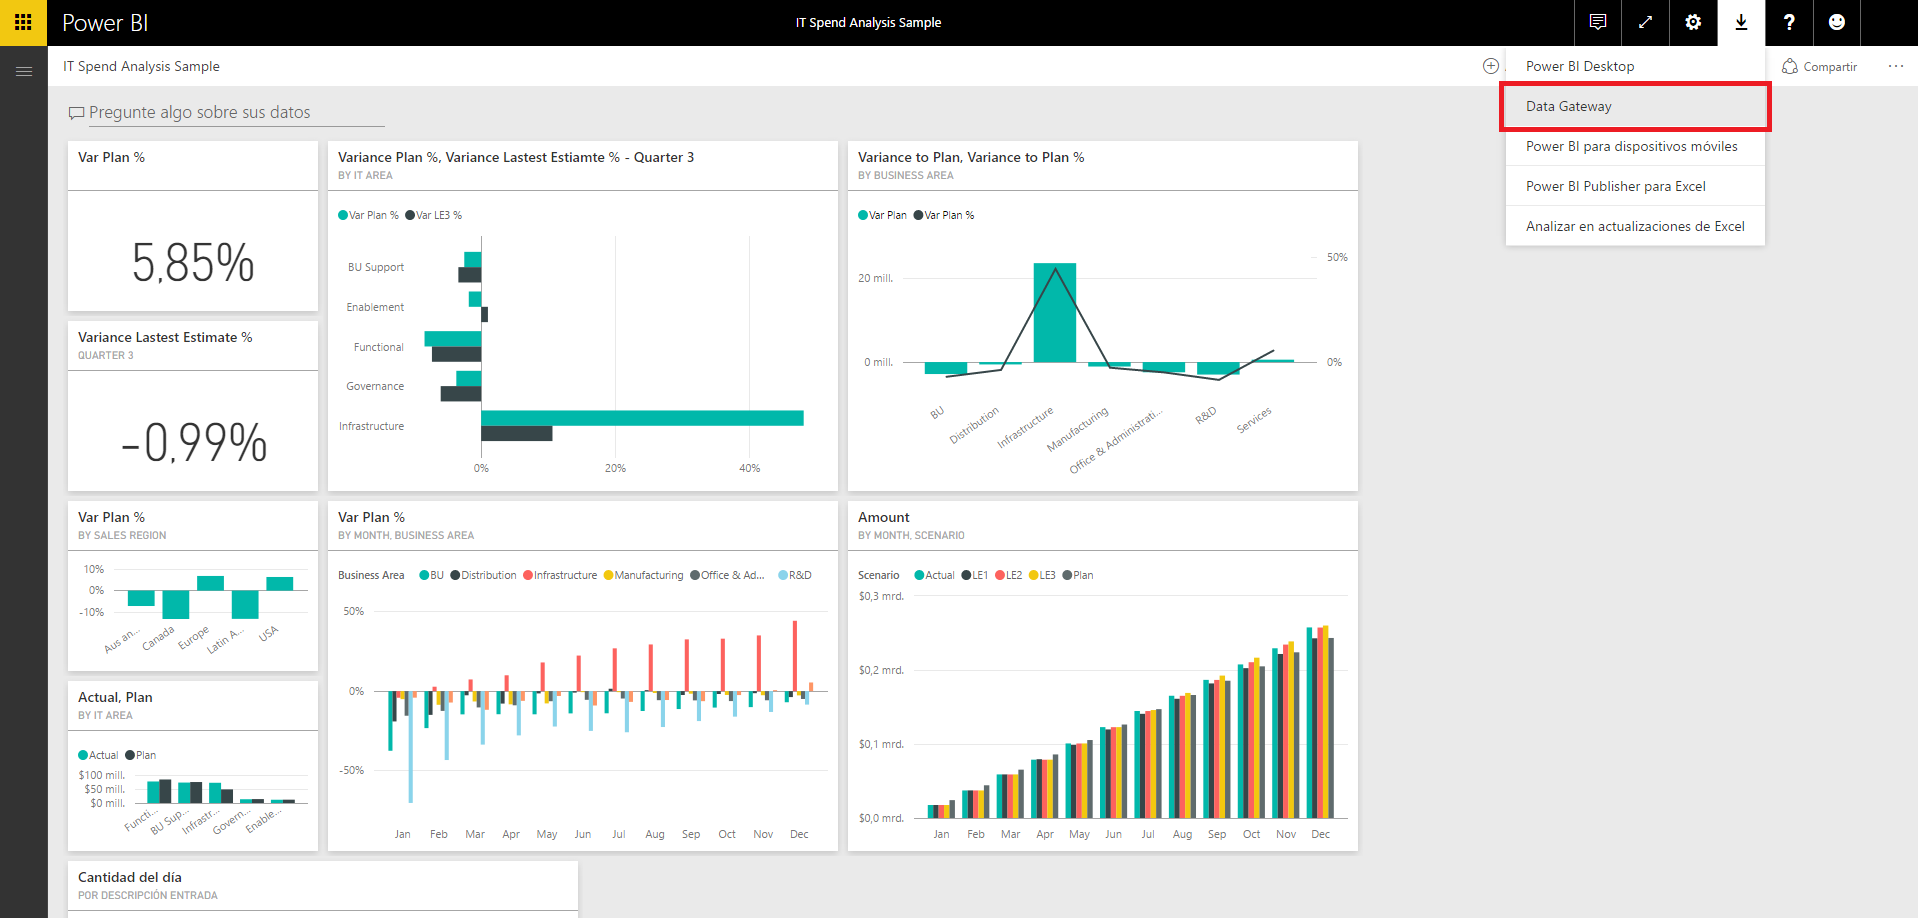 Power BI
IT Spend Analysis Sample
?
IT Spend Analysis Sample
Compartir
...
Power BI Desktop
Data Gateway
Power BI para dispositivos móviles
Power BI Publisher para Excel
Analizar en actualizaciones de Excel
Pregunte algo sobre sus datos
Var Plan %
5,85%
Variance Lastest Estimate %
QUARTER 3
-0,99%
Variance Plan %, Variance Lastest Estiamte % - Quarter 3
BY IT AREA
Var Plan % Var LE3 %
BU Support
Enablement
Functional
Governance
Infrastructure
0% 20% 40%
Variance to Plan, Variance to Plan %
BY BUSINESS AREA
Var Plan Var Plan %
50%
20 mill.
0 mill.
0%
BU
Distribution
Infrastructure
Manufacturing
Office & Administrati...
R&D
Services
Var Plan %
BY SALES REGION
10%
0%
-10%
Aus an...
Canada
Europe
Latin A...
USA
Actual, Plan
BY IT AREA
Actual Plan
$100 mill.
$50 mill.
$0 mill.
Functi...
BU Sup...
Infrastr...
Govern...
Enable...
Var Plan %
BY MONTH, BUSINESS AREA
Business Area BU Distribution Infrastructure Manufacturing Office & Ad... R&D
50%
0%
-50%
Jan Feb Mar Apr May Jun Jul Aug Sep Oct Nov Dec
Amount
BY MONTH, SCENARIO
Scenario Actual LE1 LE2 LE3 Plan
$0,3 mrd.
$0,2 mrd.
$0,1 mrd.
$0,0 mrd.
Jan Feb Mar Apr May Jun Jul Aug Sep Oct Nov Dec
Cantidad del día
POR DESCRIPCIÓN ENTRADA